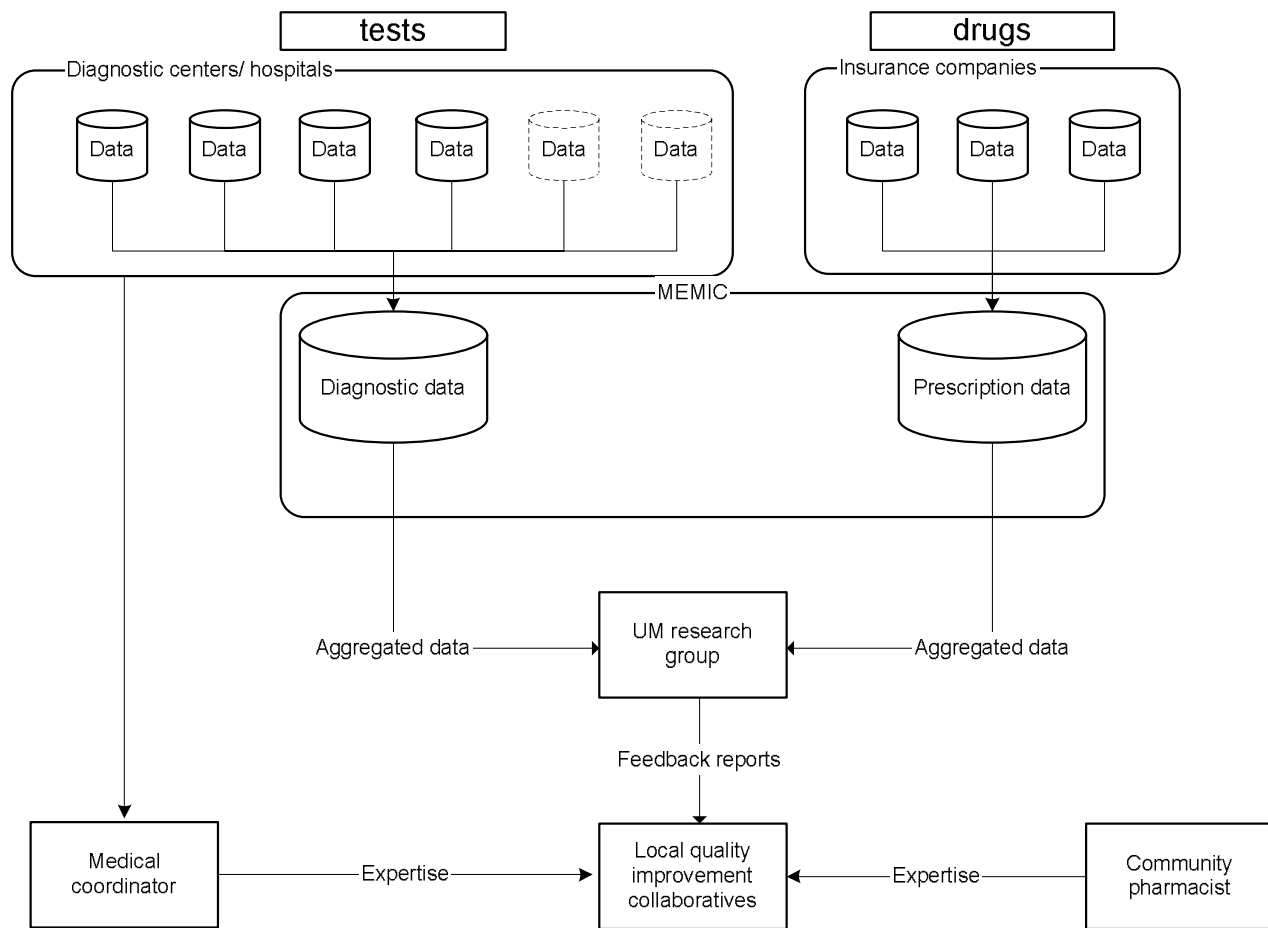 tests
drugs
Diagnostic centers/ hospitals
Insurance companies
Data
Data
Data
Data
Data
Data
Data
Data
Data
MEMIC
Diagnostic data
Prescription data
UM research
group
Aggregated data
Aggregated data
Feedback reports
Medical
coordinator
Expertise
Local quality
improvement
collaboratives
Expertise
Community
pharmacist